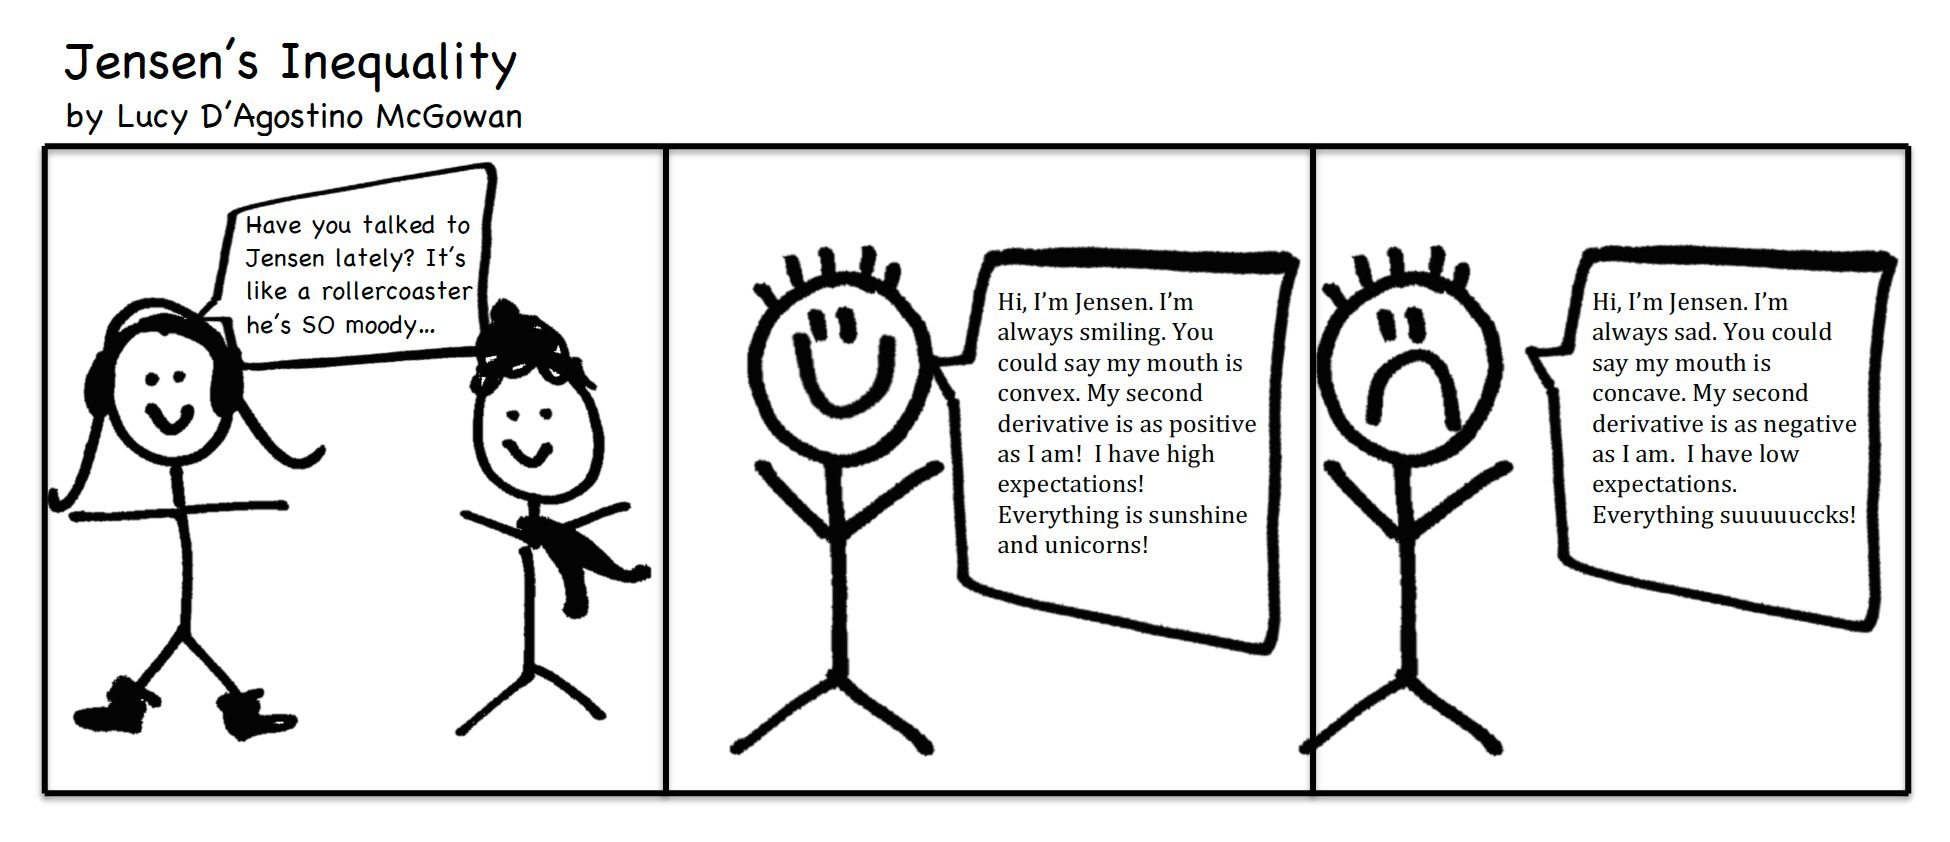 Jensen's Inequality
by Lucy D'Agostino McGowan
Have you talked to
Jensen lately? It's
like a rollercoaster
he's SO moody...
Hi, I'm Jensen. I'm
always smiling. You
could say my mouth is
convex. My second
derivative is as positive
as I am!  I have high
expectations!
Everything is sunshine
and unicorns!
Hi, I'm Jensen. I'm
always sad. You could
say my mouth is
concave. My second
derivative is as negative
as I am.  I have low
expectations.
Everything suuuuuccks!